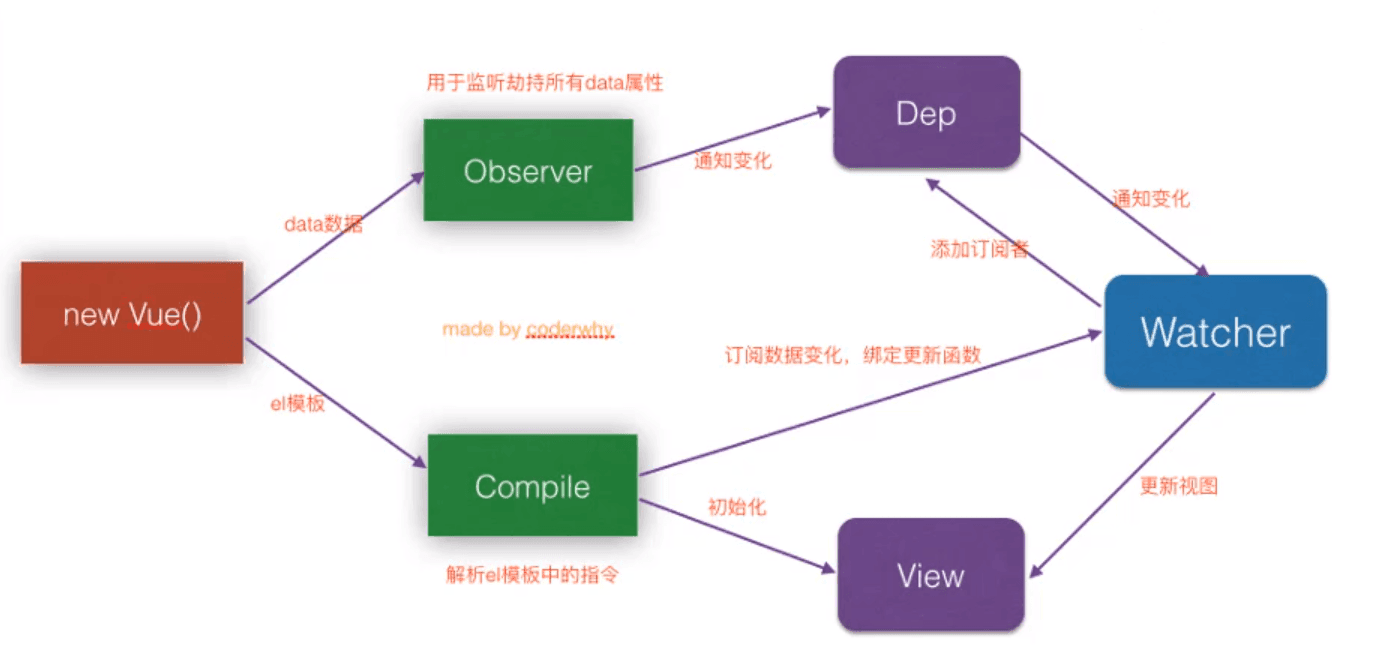 用于监听劫持所有data属性
Dep
Observer
通知变化
通知变化
data数据
添加订阅者
new Vue()
made by coderwhy
Watcher
订阅数据变化，绑定更新函数
el模板
Compile
更新视图
初始化
解析el模板中的指令
View